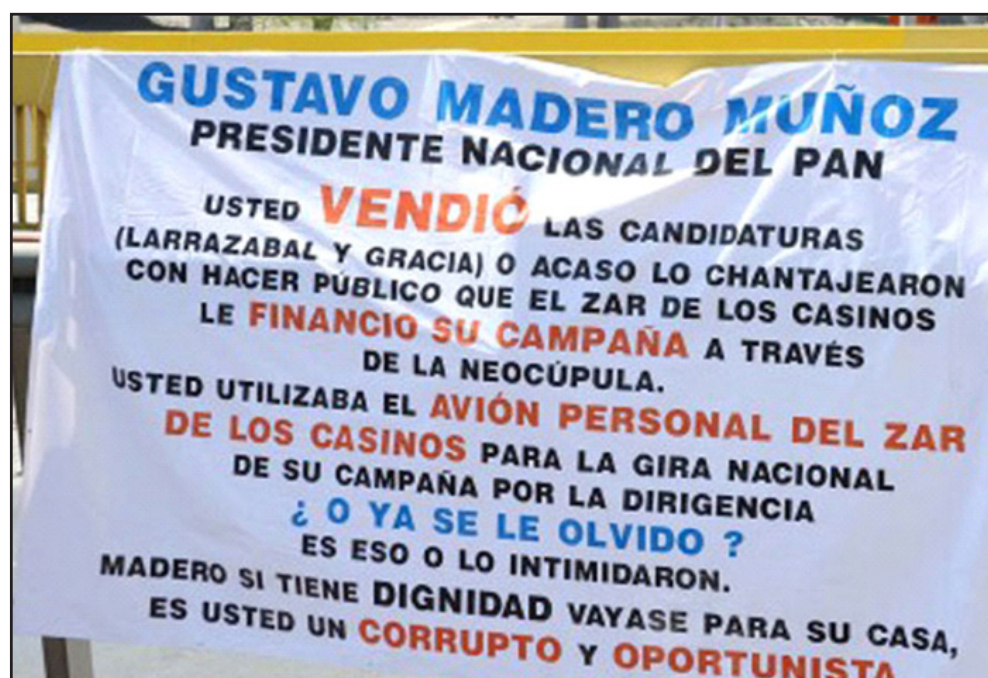 GUSTAVO MADERO MUÑOZ
PRESIDENTE NACIONAL DEL PAN
USTED VENDIÓ LAS CANDIDATURAS
(LARRAZABAL Y GRACIA) O ACASO LO CHANTAJEARON
CON HACER PÚBLICO QUE EL ZAR DE LOS CASINOS
LE FINANCIO SU CAMPAÑA A TRAVÉS
DE LA NEOCÚPULA.
USTED UTILIZABA EL AVIÓN PERSONAL DEL ZAR
DE LOS CASINOS PARA LA GIRA NACIONAL
DE SU CAMPAÑA POR LA DIRIGENCIA
¿ O YA SE LE OLVIDO ?
ES ESO O LO INTIMIDARON.
MADERO SI TIENE DIGNIDAD VAYASE PARA SU CASA,
ES USTED UN CORRUPTO Y OPORTUNISTA